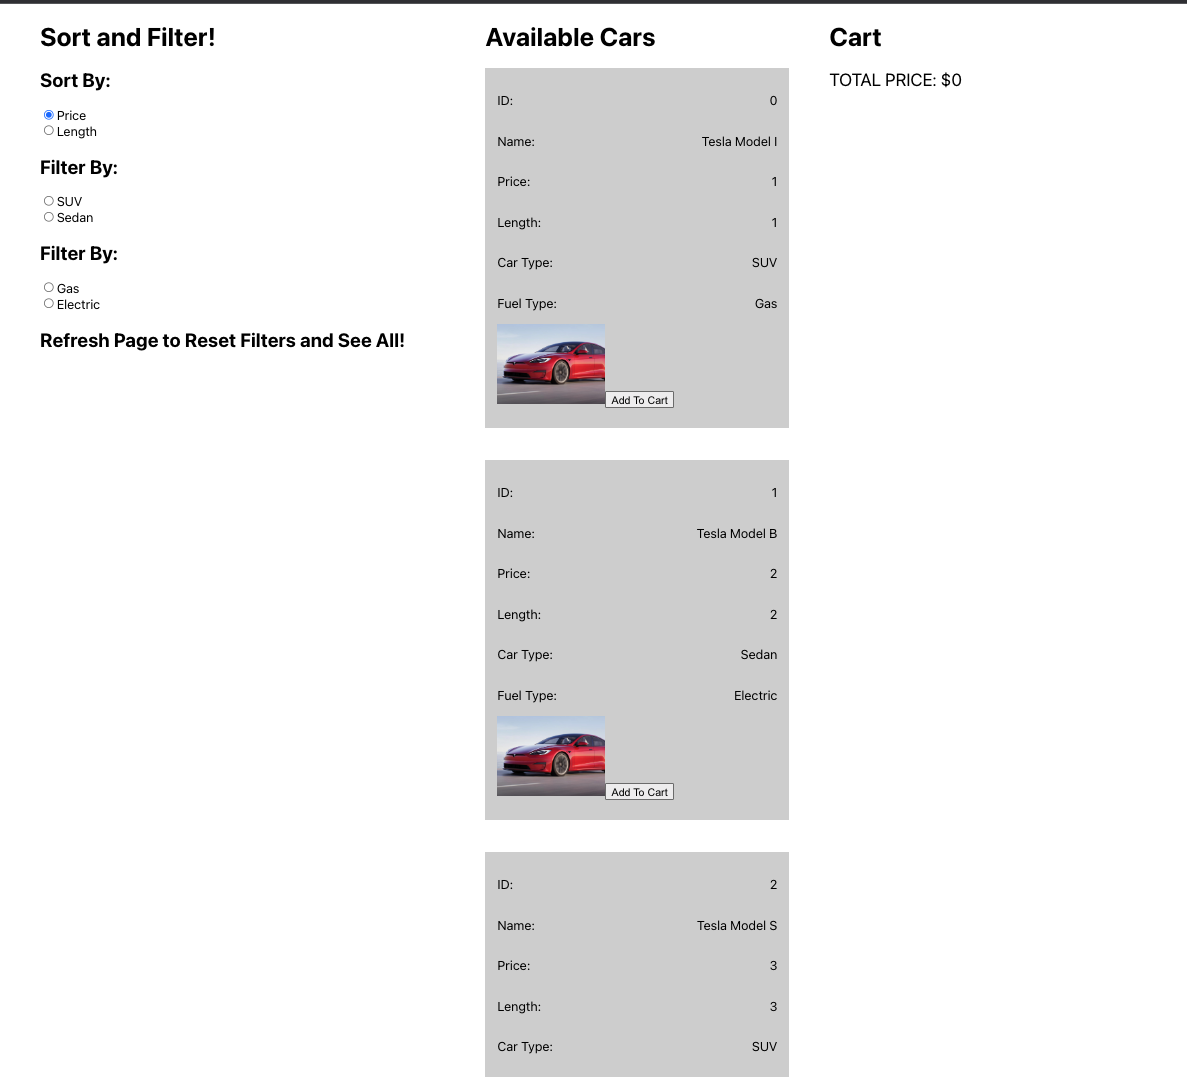 Sort and Filter!
Sort By:
Price
Length
Filter By:
SUV
Sedan
Filter By:
Gas
Electric
Refresh Page to Reset Filters and See All!
Available Cars
ID: 0
Name: Tesla Model I
Price: 1
Length: 1
Car Type: SUV
Fuel Type: Gas
Add To Cart
ID: 1
Name: Tesla Model B
Price: 2
Length: 2
Car Type: Sedan
Fuel Type: Electric
Add To Cart
ID: 2
Name: Tesla Model S
Price: 3
Length: 3
Car Type: SUV
Cart
TOTAL PRICE: $0